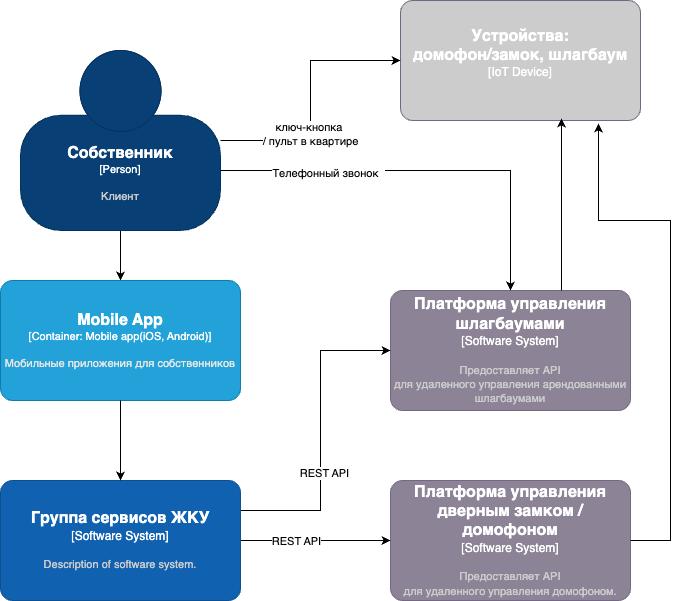 Устройства:
домофон/замок, шлагбаум
[IoT Device]
ключ-кнопка
/ пульт в квартире
Собственник
[Person]
Клиент
Телефонный звонок
Mobile App
[Container: Mobile app(iOS, Android)]
Мобильные приложения для собственников
Платформа управления
шлагбаумами
[Software System]
Предоставляет API
для удаленного управления арендованными
шлагбаумами
REST API
Группа сервисов ЖКУ
[Software System]
Description of software system.
REST API
Платформа управления
дверным замком /
домофоном
[Software System]
Предоставляет API
для удаленного управления домофоном.